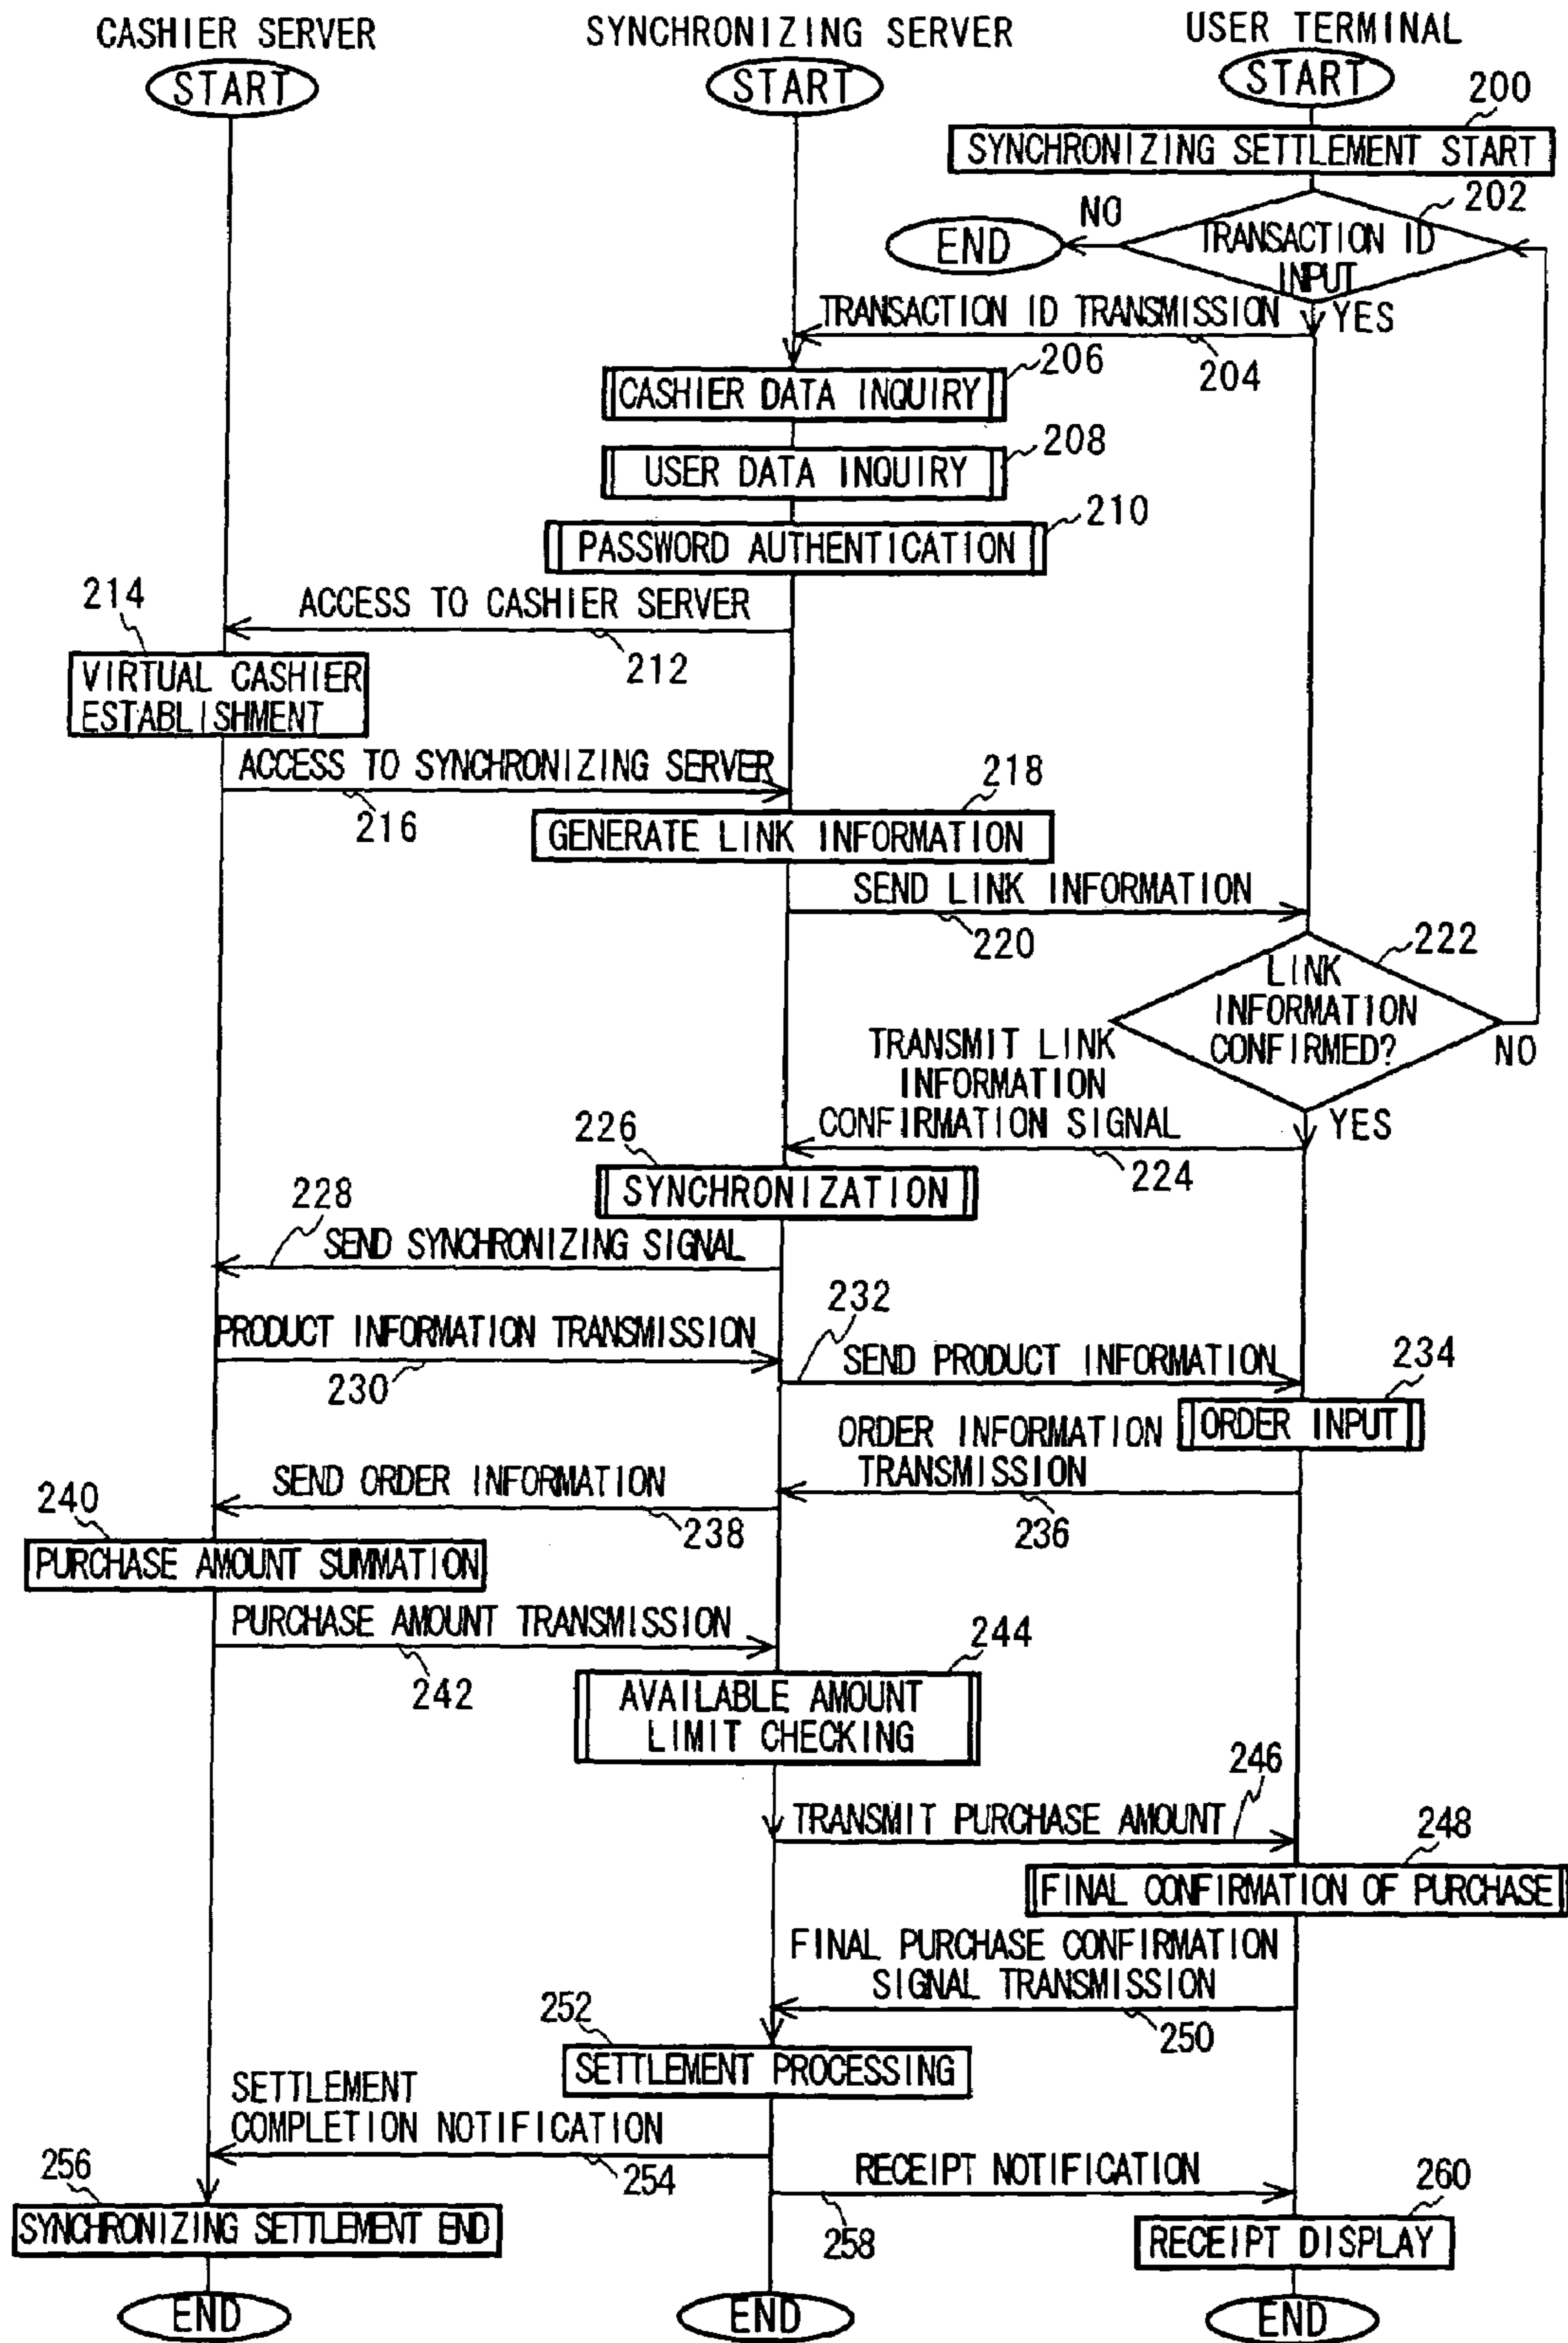 CASHIER SERVER
SYNCHRONIZING SERVER
USER TERMINAL
START
START
START
200
SYNCHRONIZING SETTLEMENT START
202
NO
END
TRANSACTION ID
INPUT
TRANSACTION ID TRANSMISSION
YES
204
206
CASHIER DATA INQUIRY
208
USER DATA INQUIRY
210
PASSWORD AUTHENTICATION
214
ACCESS TO CASHIER SERVER
212
VIRTUAL CASHIER
ESTABLISHMENT
ACCESS TO SYNCHRONIZING SERVER
216
218
GENERATE LINK INFORMATION
SEND LINK INFORMATION
220
222
LINK
INFORMATION
CONFIRMED?
NO
TRANSMIT LINK
INFORMATION
CONFIRMATION SIGNAL
YES
224
226
SYNCHRONIZATION
228
SEND SYNCHRONIZING SIGNAL
PRODUCT INFORMATION TRANSMISSION
230
232
SEND PRODUCT INFORMATION
234
ORDER INPUT
ORDER INFORMATION
TRANSMISSION
236
SEND ORDER INFORMATION
238
240
PURCHASE AMOUNT SUMMATION
PURCHASE AMOUNT TRANSMISSION
242
244
AVAILABLE AMOUNT
LIMIT CHECKING
246
TRANSMIT PURCHASE AMOUNT
248
FINAL CONFIRMATION OF PURCHASE
FINAL PURCHASE CONFIRMATION
SIGNAL TRANSMISSION
250
252
SETTLEMENT PROCESSING
SETTLEMENT
COMPLETION NOTIFICATION
254
RECEIPT NOTIFICATION
258
256
SYNCHRONIZING SETTLEMENT END
260
RECEIPT DISPLAY
END
END
END